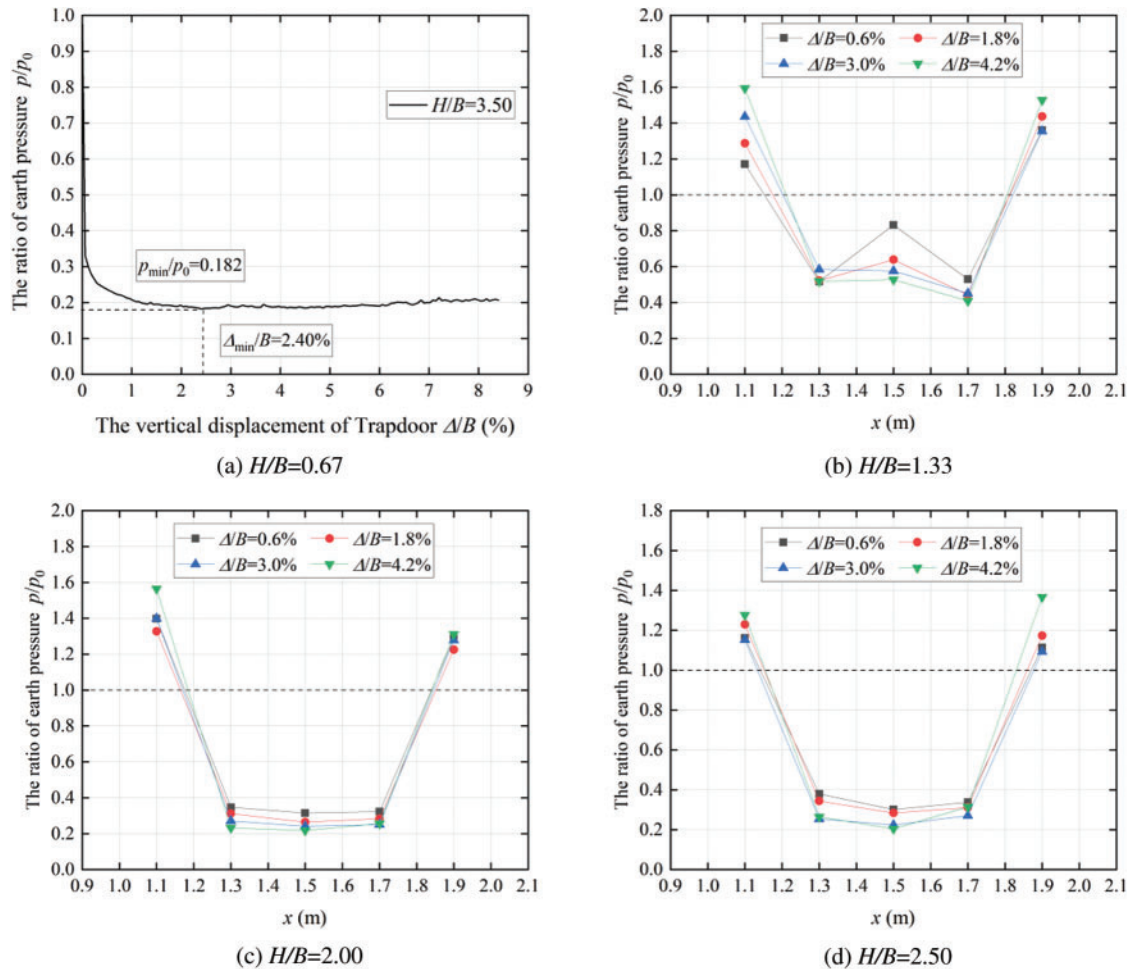 The ratio of earth pressure p/p0
1.0
0.9
0.8
0.7
0.6
0.5
0.4
0.3
0.2
0.1
0.0
H/B=3.50
pmin/p0=0.182
Δmin/B=2.40%
0 1 2 3 4 5 6 7 8 9
The vertical displacement of Trapdoor Δ/B (%)
(a) H/B=0.67
The ratio of earth pressure p/p0
2.0
1.8
1.6
1.4
1.2
1.0
0.8
0.6
0.4
0.2
0.0
Δ/B=0.6% Δ/B=1.8%
Δ/B=3.0% Δ/B=4.2%
0.9 1.0 1.1 1.2 1.3 1.4 1.5 1.6 1.7 1.8 1.9 2.0 2.1
x (m)
(b) H/B=1.33
The ratio of earth pressure p/p0
2.0
1.8
1.6
1.4
1.2
1.0
0.8
0.6
0.4
0.2
0.0
Δ/B=0.6% Δ/B=1.8%
Δ/B=3.0% Δ/B=4.2%
0.9 1.0 1.1 1.2 1.3 1.4 1.5 1.6 1.7 1.8 1.9 2.0 2.1
x (m)
(c) H/B=2.00
The ratio of earth pressure p/p0
1.8
1.6
1.4
1.2
1.0
0.8
0.6
0.4
0.2
0.0
Δ/B=0.6% Δ/B=1.8%
Δ/B=3.0% Δ/B=4.2%
0.9 1.0 1.1 1.2 1.3 1.4 1.5 1.6 1.7 1.8 1.9 2.0 2.1
x (m)
(d) H/B=2.50